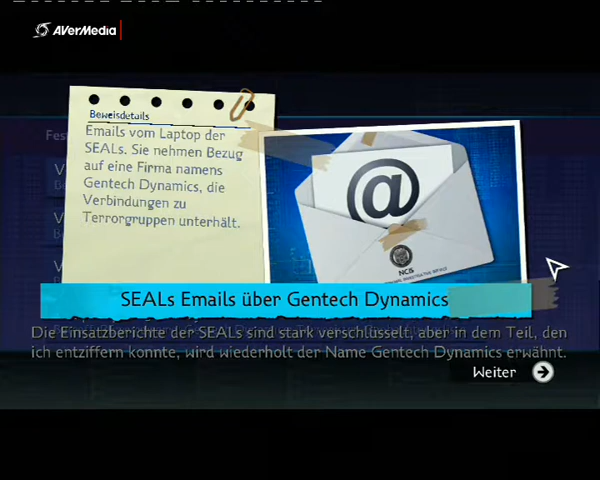 AVerMedia
Beweisdetails
Emails vom Laptop der
SEALs. Sie nehmen Bezug
auf eine Firma namens
Gentech Dynamics, die
Verbindungen zu
Terrorgruppen unterhält.
@
NCIS
SEALs Emails über Gentech Dynamics
Die Einsatzberichte der SEALs sind stark verschlüsselt, aber in dem Teil, den
ich entziffern konnte, wird wiederholt der Name Gentech Dynamics erwähnt.
Weiter